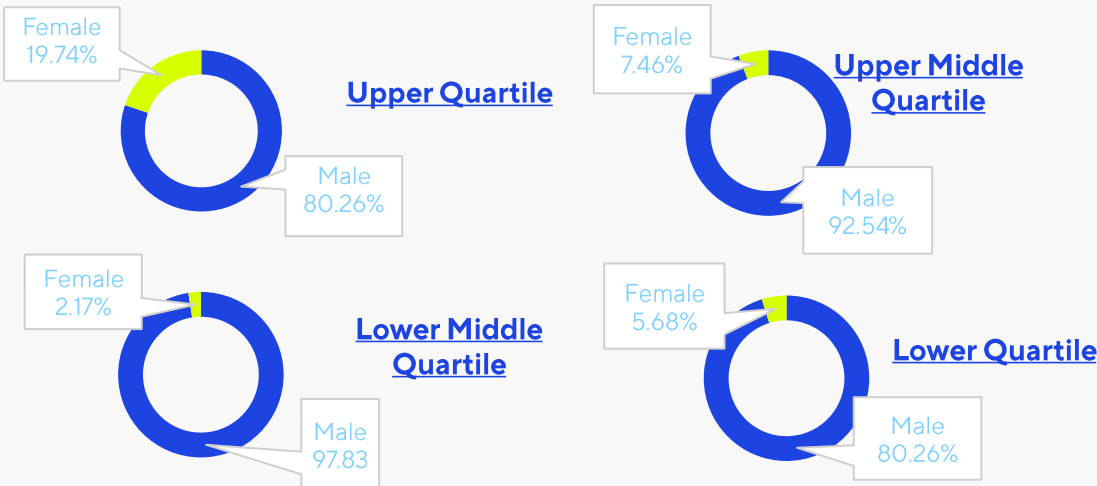 Female
19.74%
Upper Quartile
Male
80.26%
Female
7.46%
Upper Middle
Quartile
Male
92.54%
Female
2.17%
Lower Middle
Quartile
Male
97.83
Female
5.68%
Lower Quartile
Male
80.26%